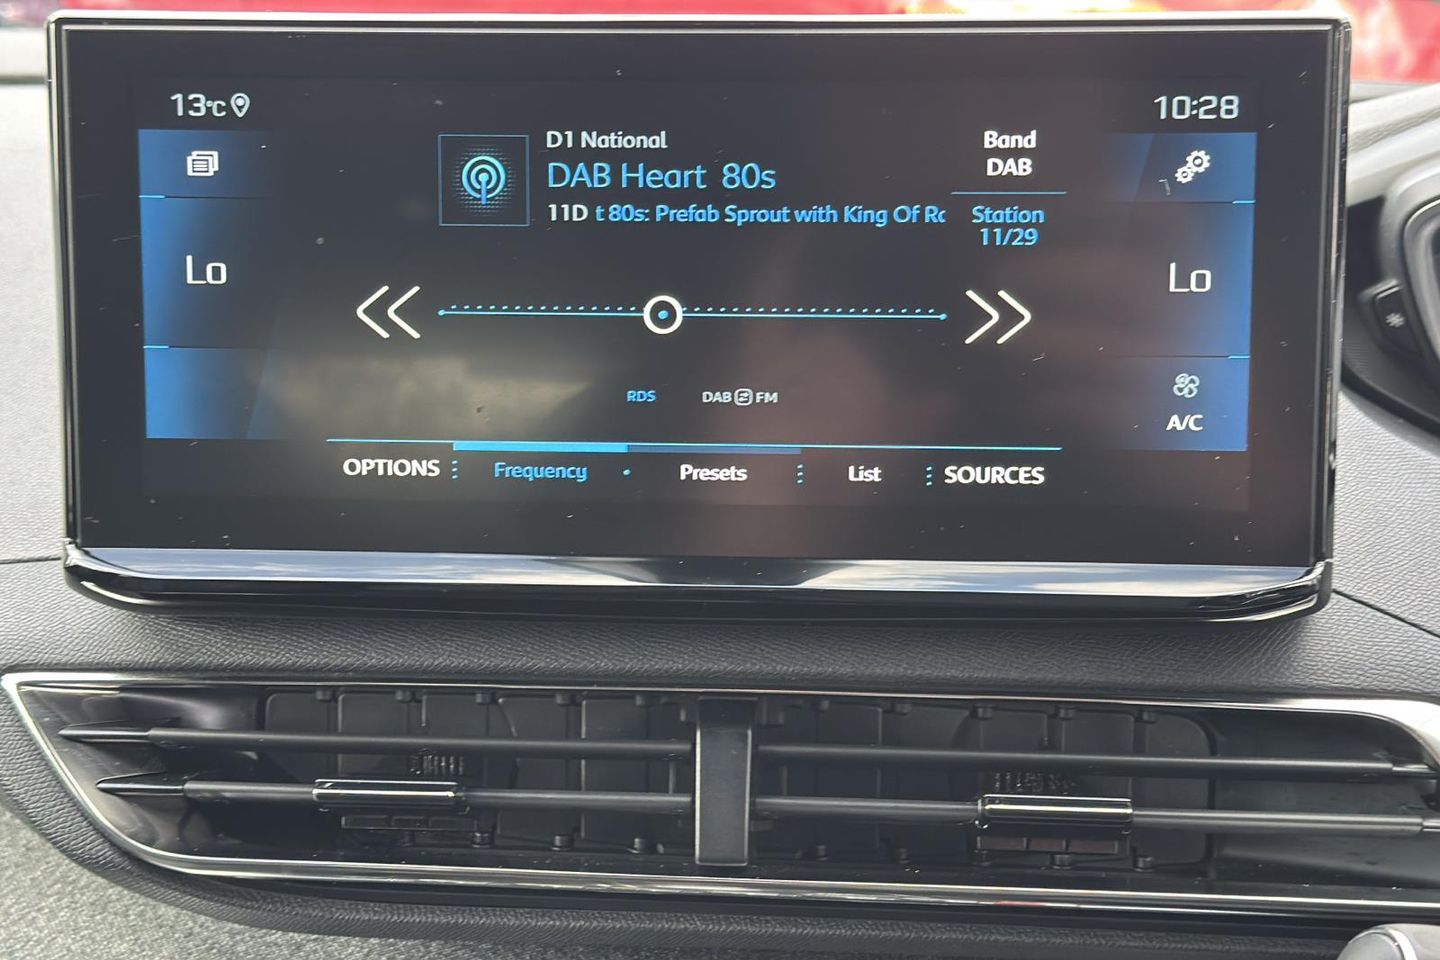 13°C
10:28
D1 National
DAB Heart 80s
11D t 80s: Prefab Sprout with King Of Ro
Band
DAB
Station
11/29
Lo
Lo
RDS
DAB FM
A/C
OPTIONS Frequency Presets List SOURCES